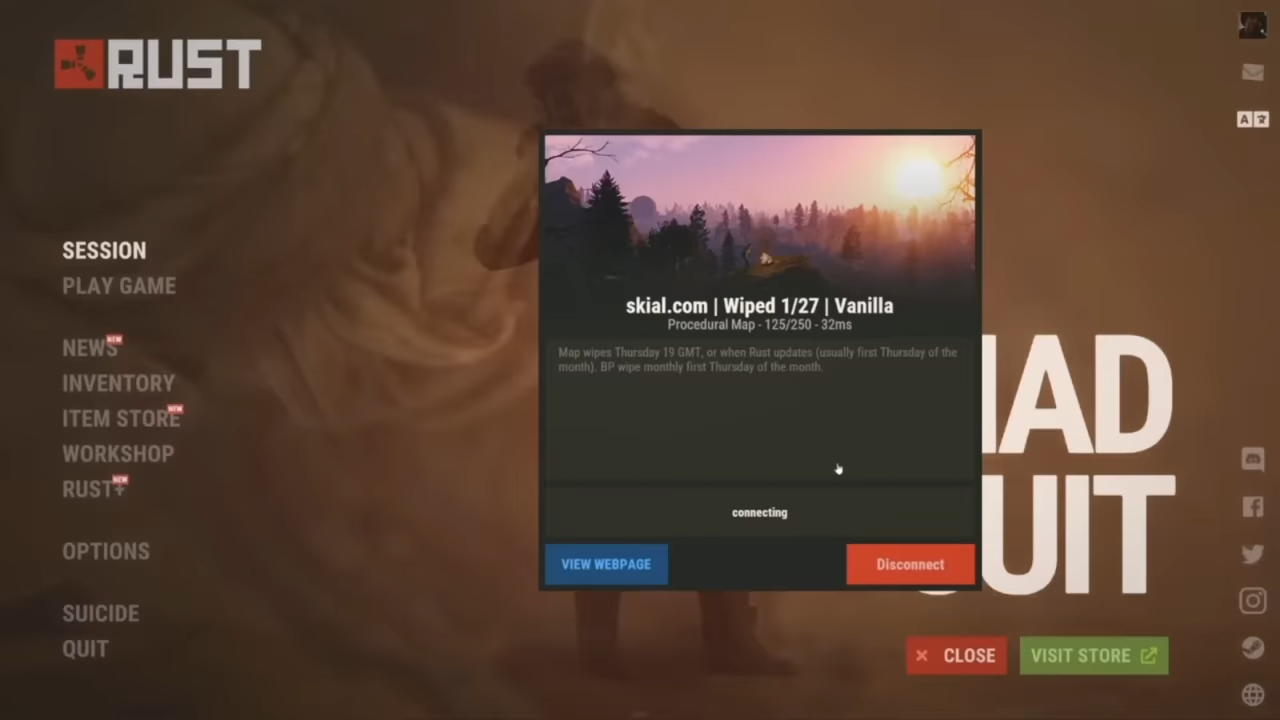 RUST
SESSION
PLAY GAME
NEWS NEW
INVENTORY
ITEM STORE NEW
WORKSHOP
RUST+ NEW
OPTIONS
SUICIDE
QUIT
skial.com | Wiped 1/27 | Vanilla
Procedural Map - 125/250 - 32ms
Map wipes Thursday 19 GMT, or when Rust updates (usually first Thursday of the
month). BP wipe monthly first Thursday of the month.
connecting
VIEW WEBPAGE
Disconnect
CLOSE
VISIT STORE
A